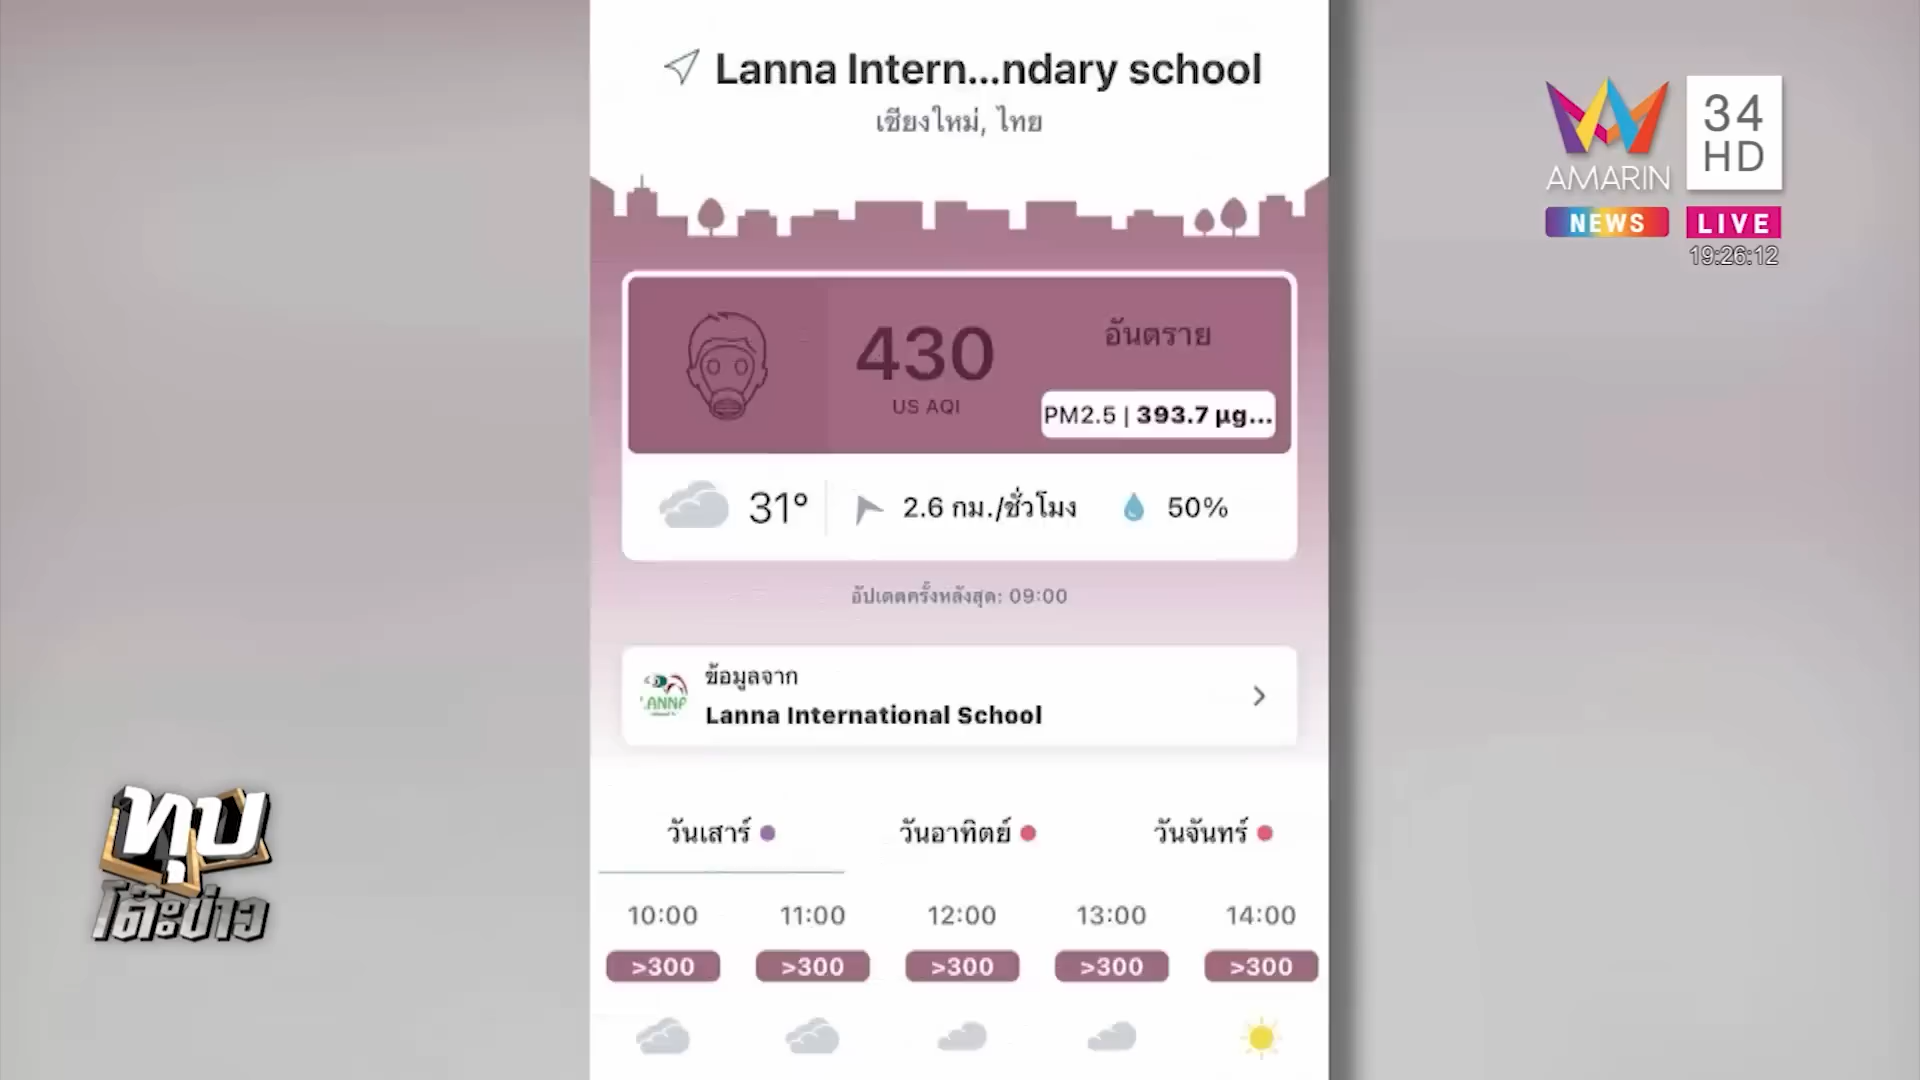 Lanna Intern...ndary school
เชียงใหม่, ไทย
34
HD
AMARIN
NEWS
LIVE
19:26:12
430
US AQI
อันตราย
PM2.5 | 393.7 µg...
31°
2.6 กม./ชั่วโมง
50%
อัปเดตครั้งหลังสุด: 09:00
ข้อมูลจาก
LANNA
Lanna International School
วันเสาร์ วันอาทิตย์ วันจันทร์
10:00 11:00 12:00 13:00 14:00
>300 >300 >300 >300 >300
ทุบ
โต๊ะข่าว